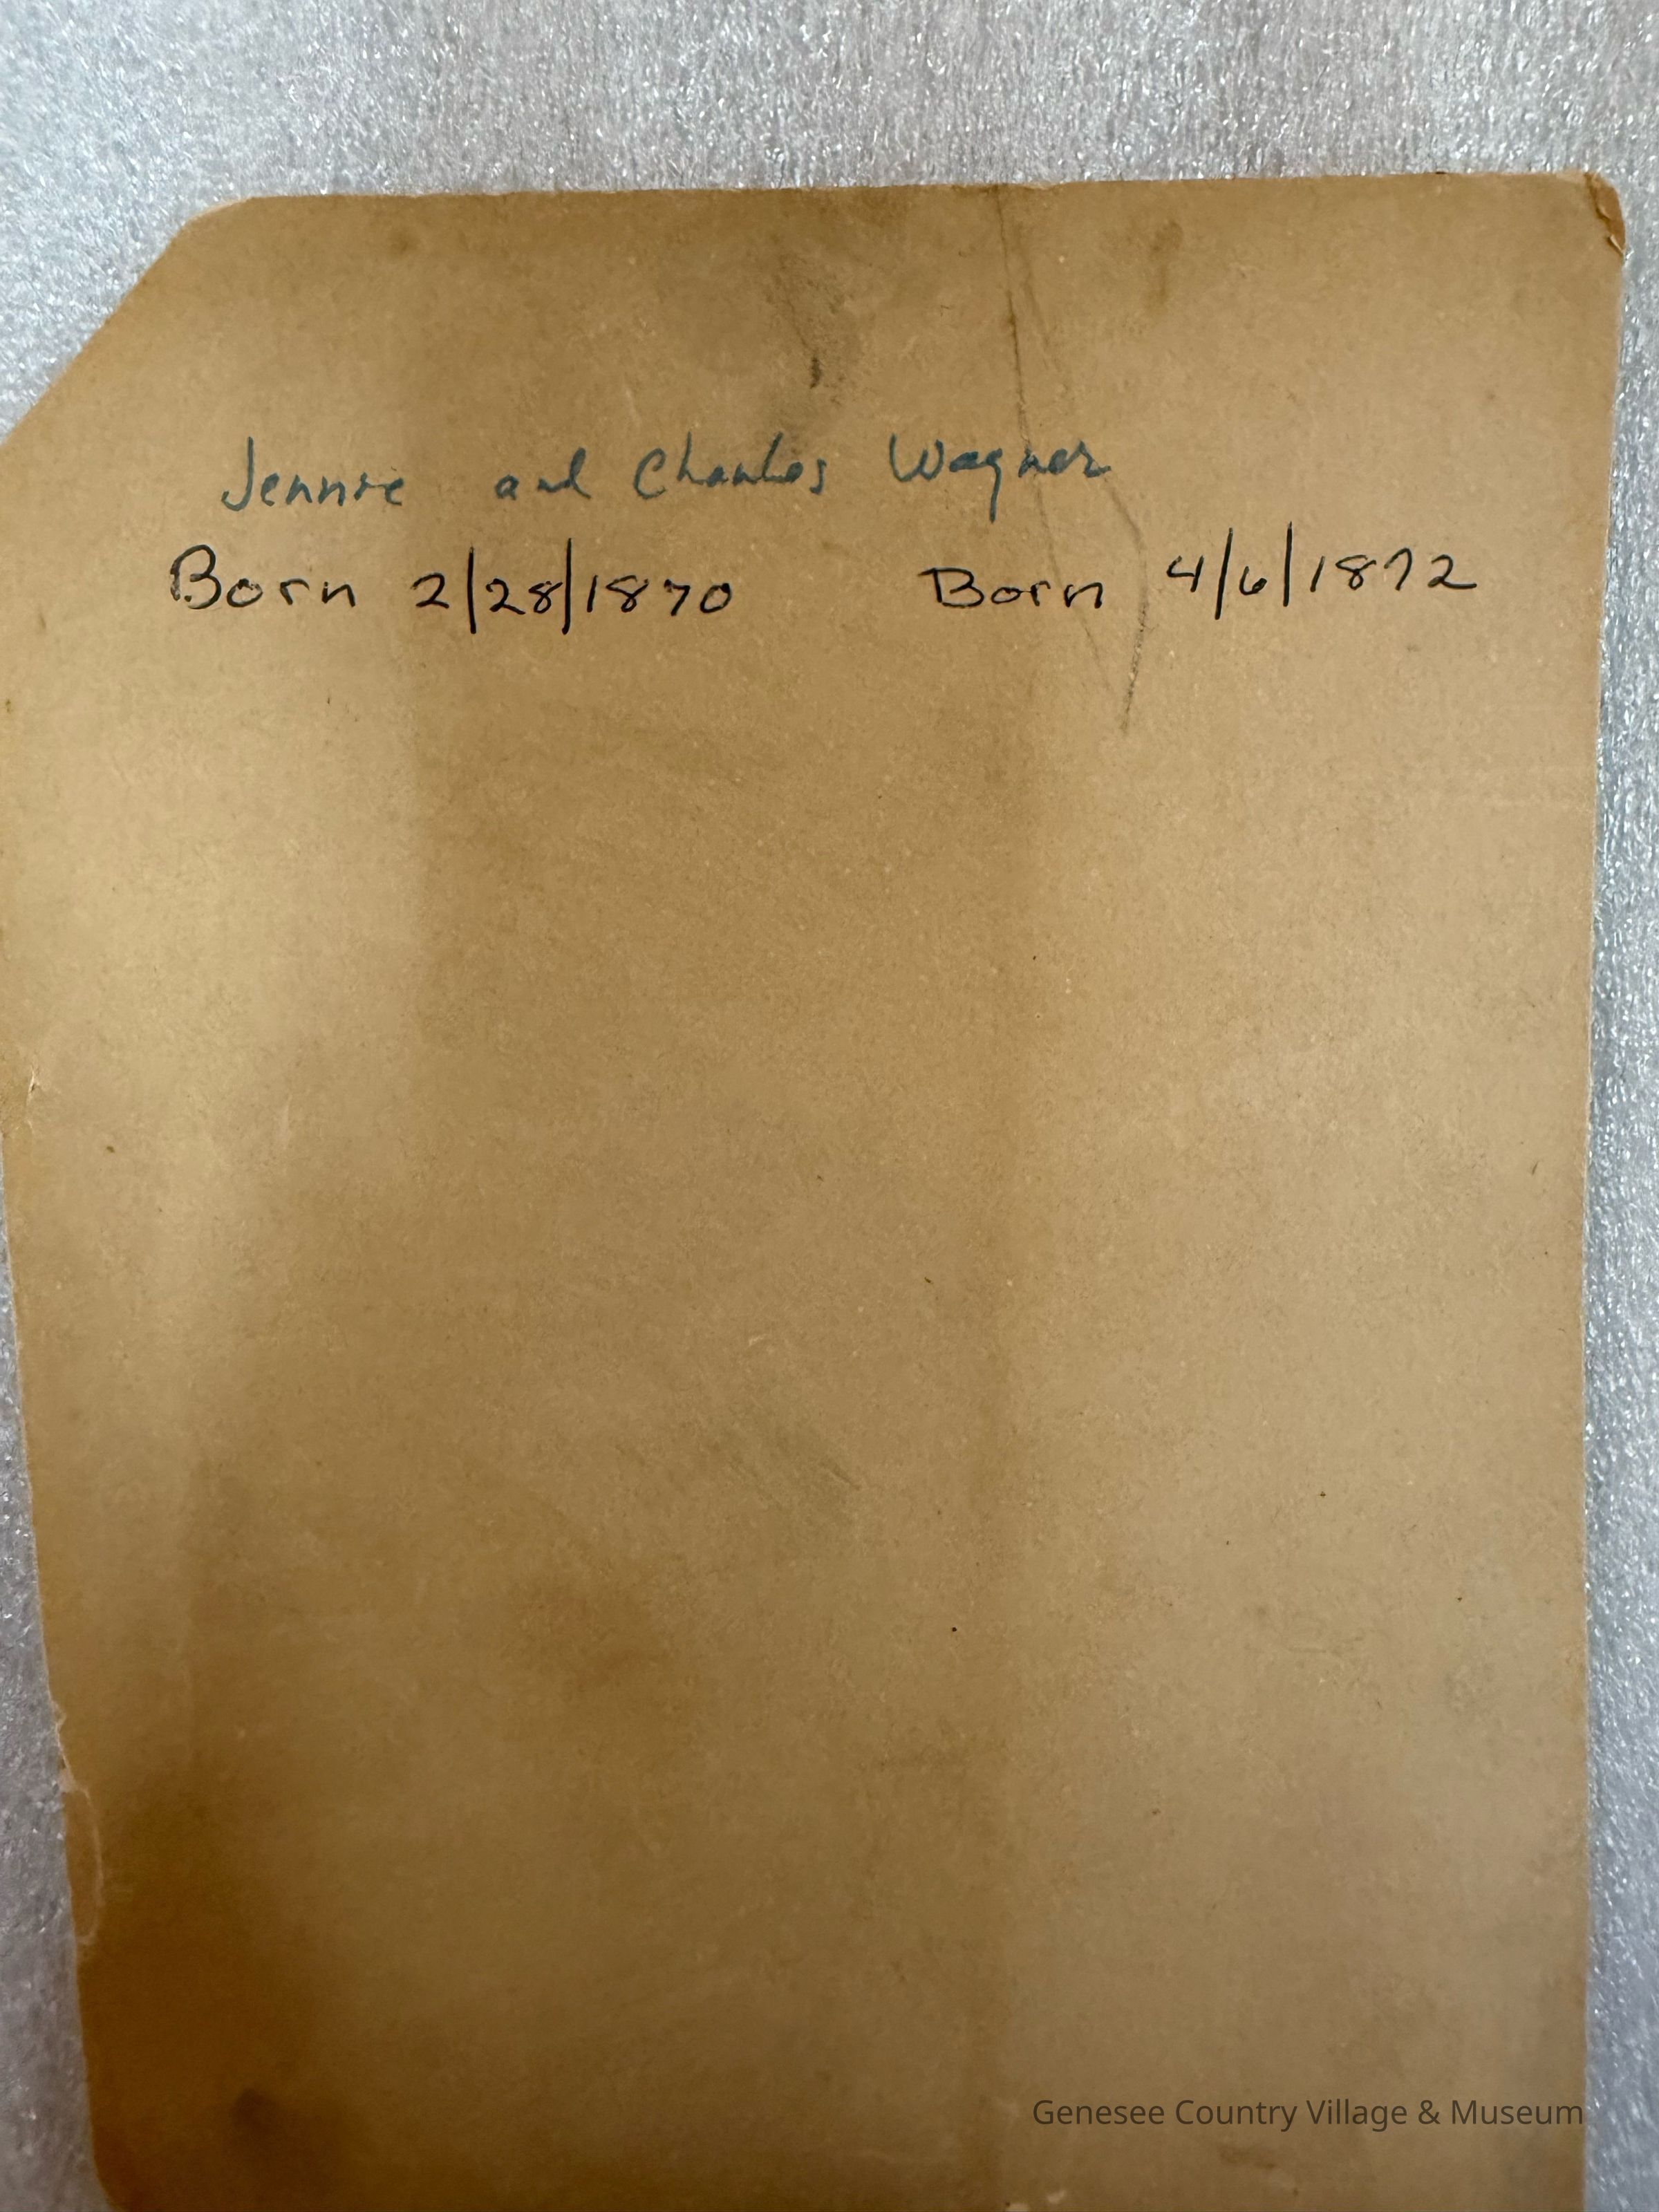 Jennie and Charles Wagner
Born 2/28/1870 Born 4/6/1872
Genesee Country Village & Museum